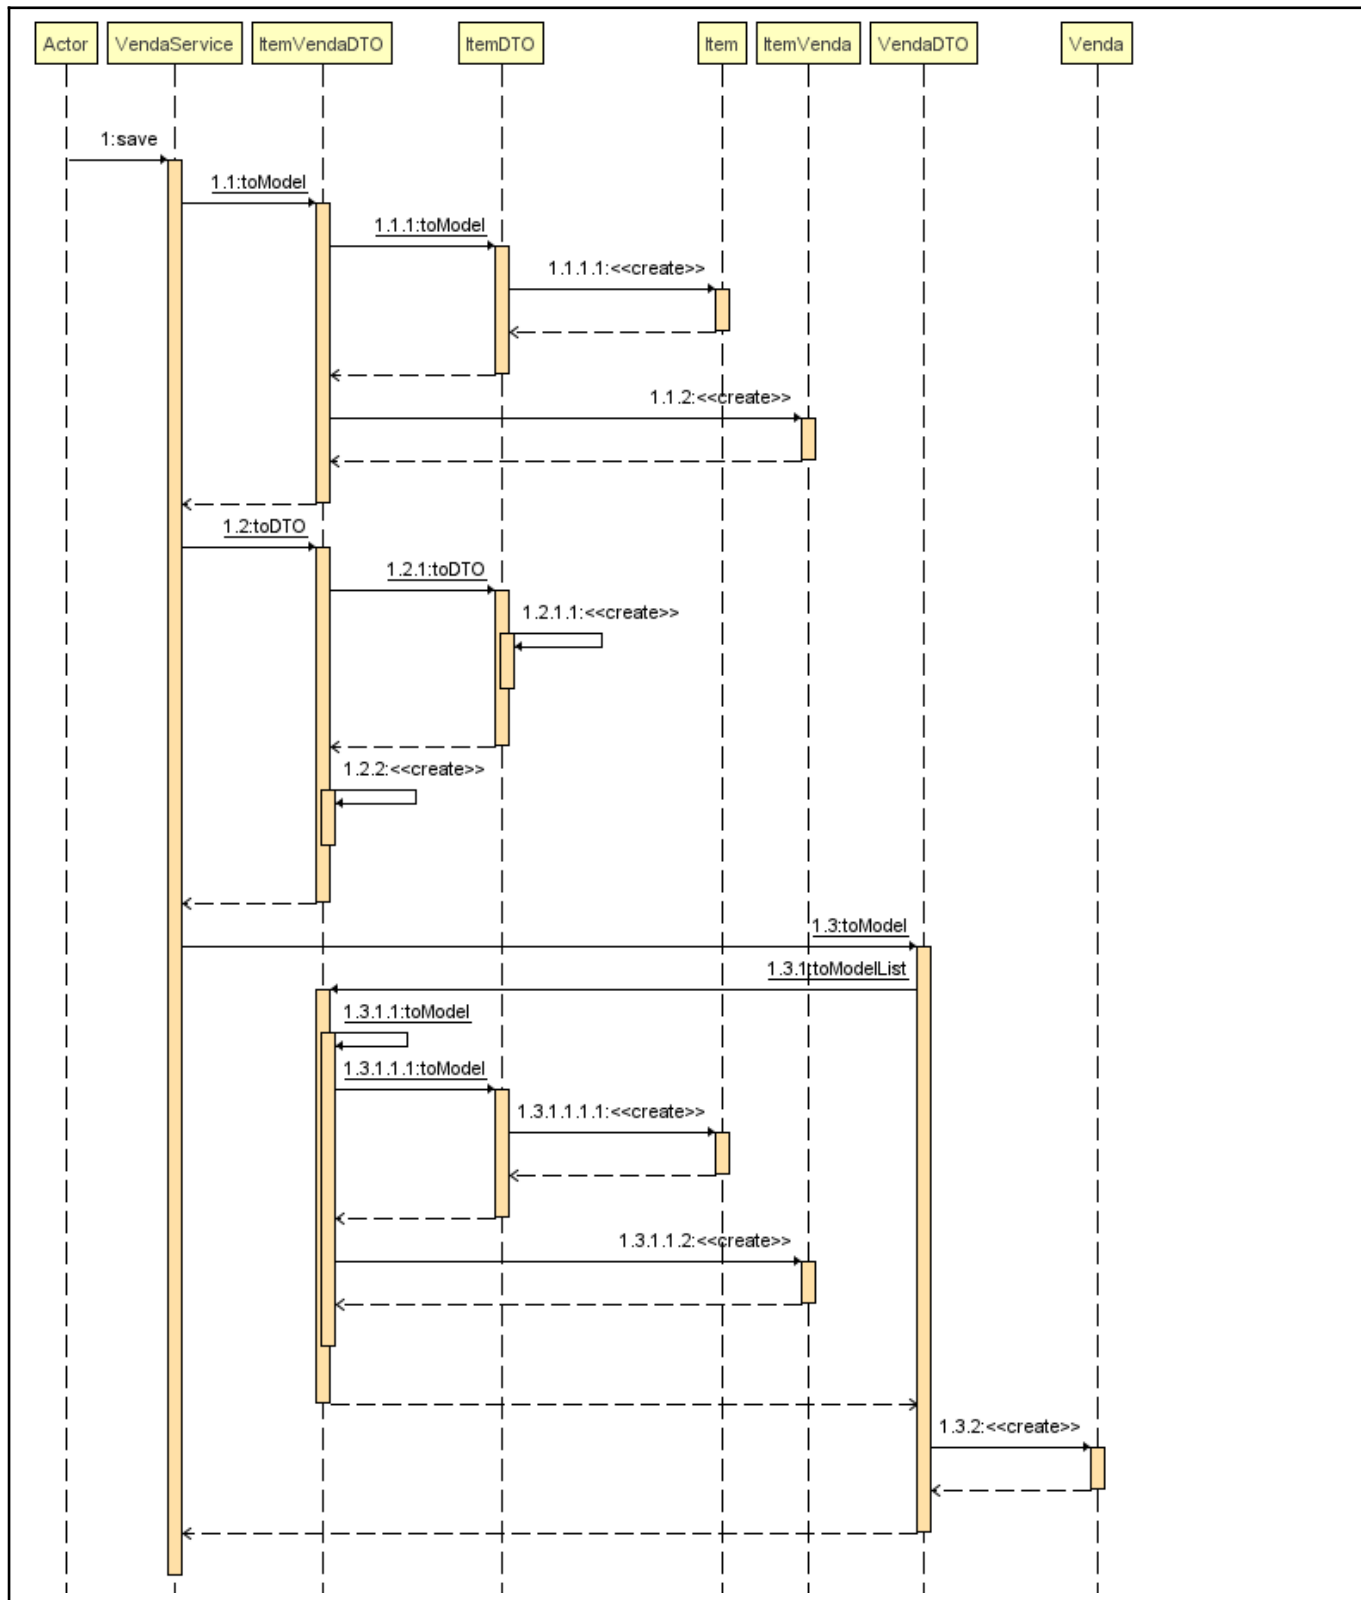 Actor VendaService ItemVendaDTO ItemDTO Item ItemVenda VendaDTO Venda
1:save
1.1:toModel
1.1.1:toModel
1.1.1.1:<<create>>
1.1.2:<<create>>
1.2:toDTO
1.2.1:toDTO
1.2.1.1:<<create>>
1.2.2:<<create>>
1.3:toModel
1.3.1:toModelList
1.3.1.1:toModel
1.3.1.1.1:toModel
1.3.1.1.1.1:<<create>>
1.3.1.1.2:<<create>>
1.3.2:<<create>>